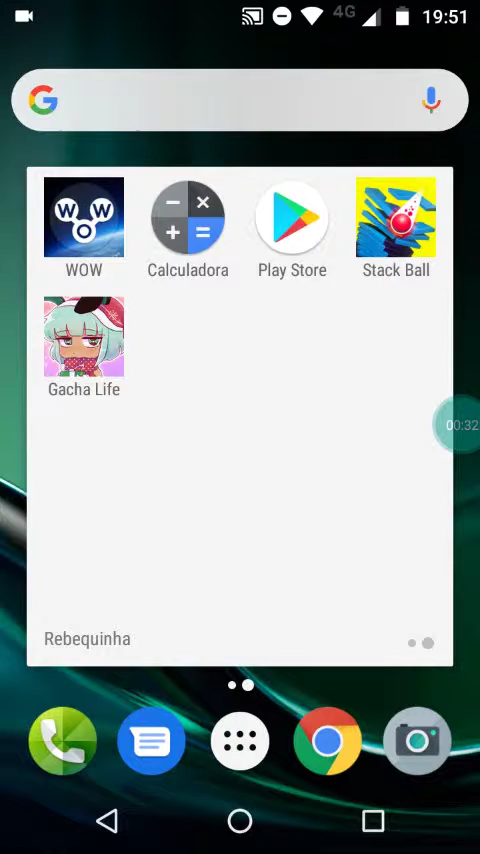 4G 19:51
WOW
Calculadora
Play Store
Stack Ball
Gacha Life
00:32
Rebequinha